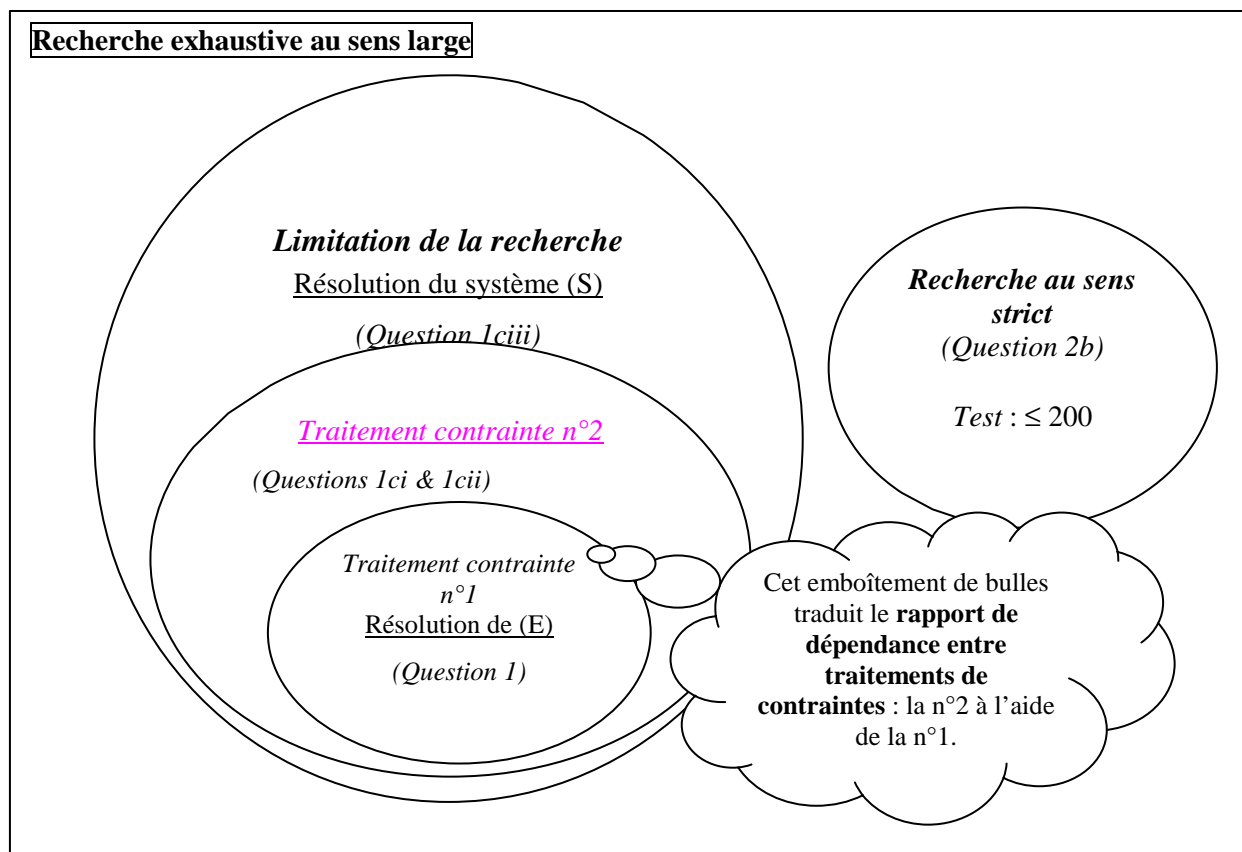 Recherche exhaustive au sens large
Limitation de la recherche
Résolution du système (S)
(Question 1ciii)
Traitement contrainte n°2
(Questions 1ci & 1cii)
Traitement contrainte
n°1
Résolution de (E)
(Question 1)
Recherche au sens
strict
(Question 2b)
Test : ≤ 200
Cet emboîtement de bulles
traduit le rapport de
dépendance entre
traitements de
contraintes : la n°2 à l’aide
de la n°1.